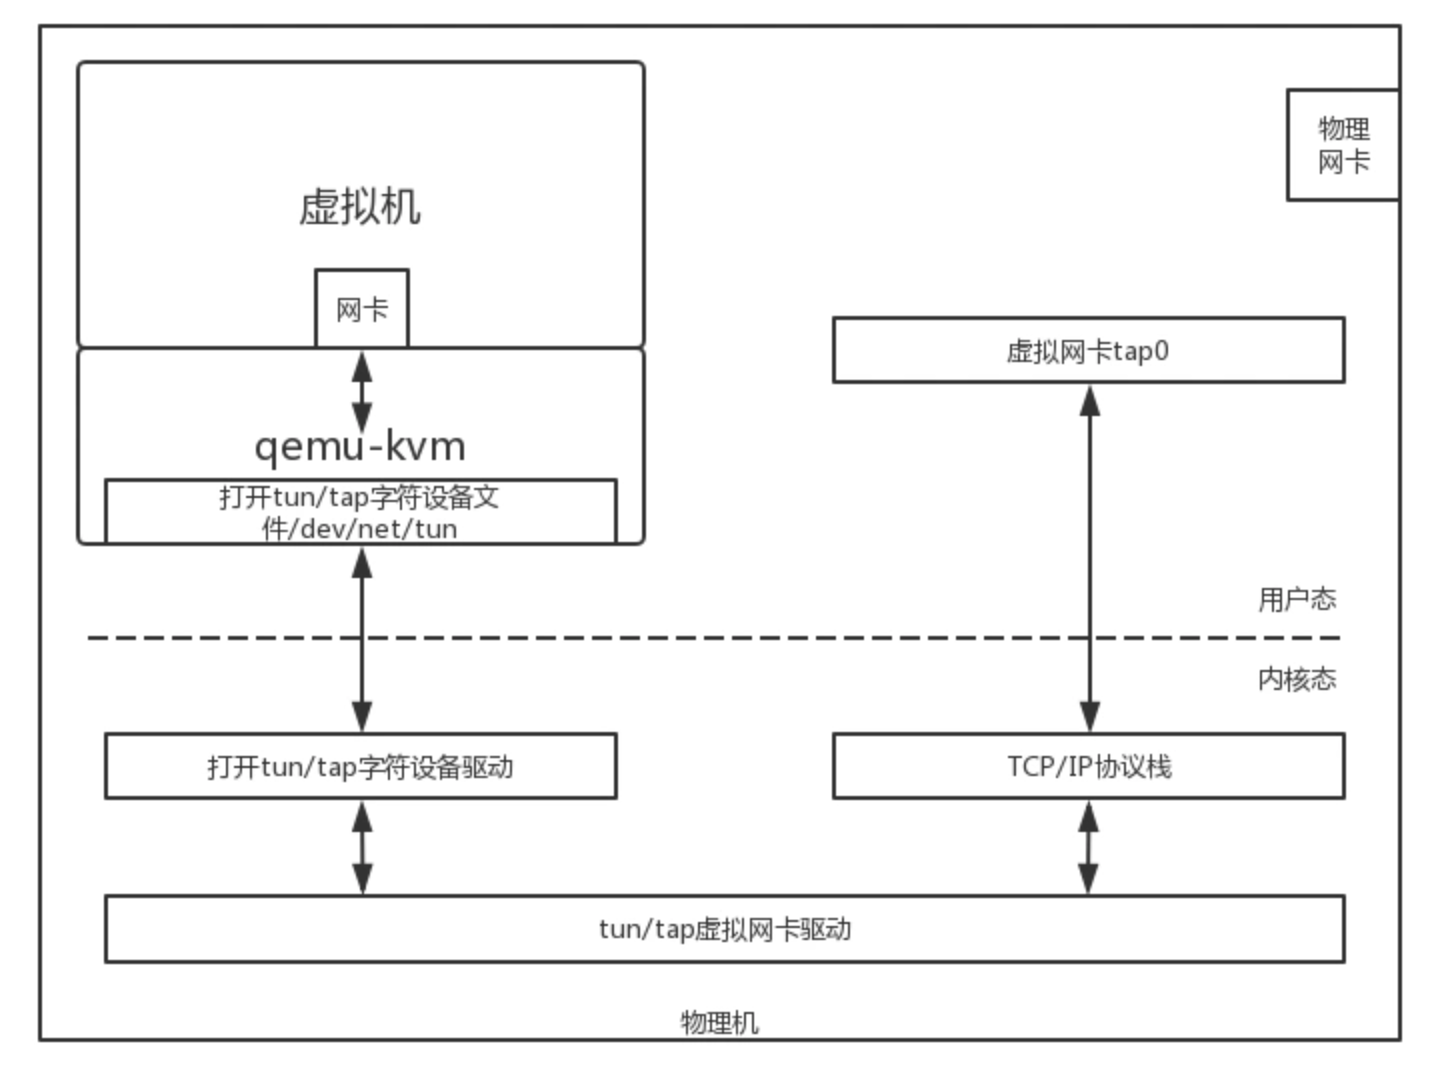 物理
网卡
虚拟机
网卡
虚拟网卡tap0
qemu-kvm
打开tun/tap字符设备文
件/dev/net/tun
用户态
内核态
打开tun/tap字符设备驱动
TCP/IP协议栈
tun/tap虚拟网卡驱动
物理机